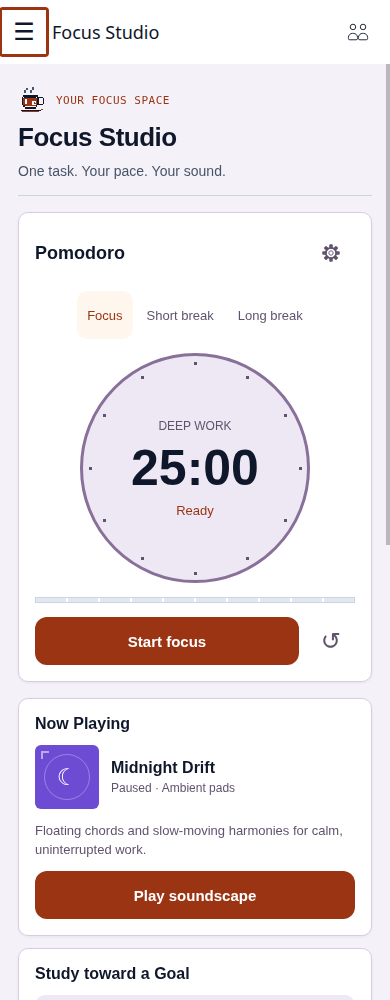 Focus Studio
YOUR FOCUS SPACE
Focus Studio
One task. Your pace. Your sound.
Pomodoro
Focus
Short break
Long break
DEEP WORK
25:00
Ready
Start focus
Now Playing
Midnight Drift
Paused · Ambient pads
Floating chords and slow-moving harmonies for calm,
uninterrupted work.
Play soundscape
Study toward a Goal